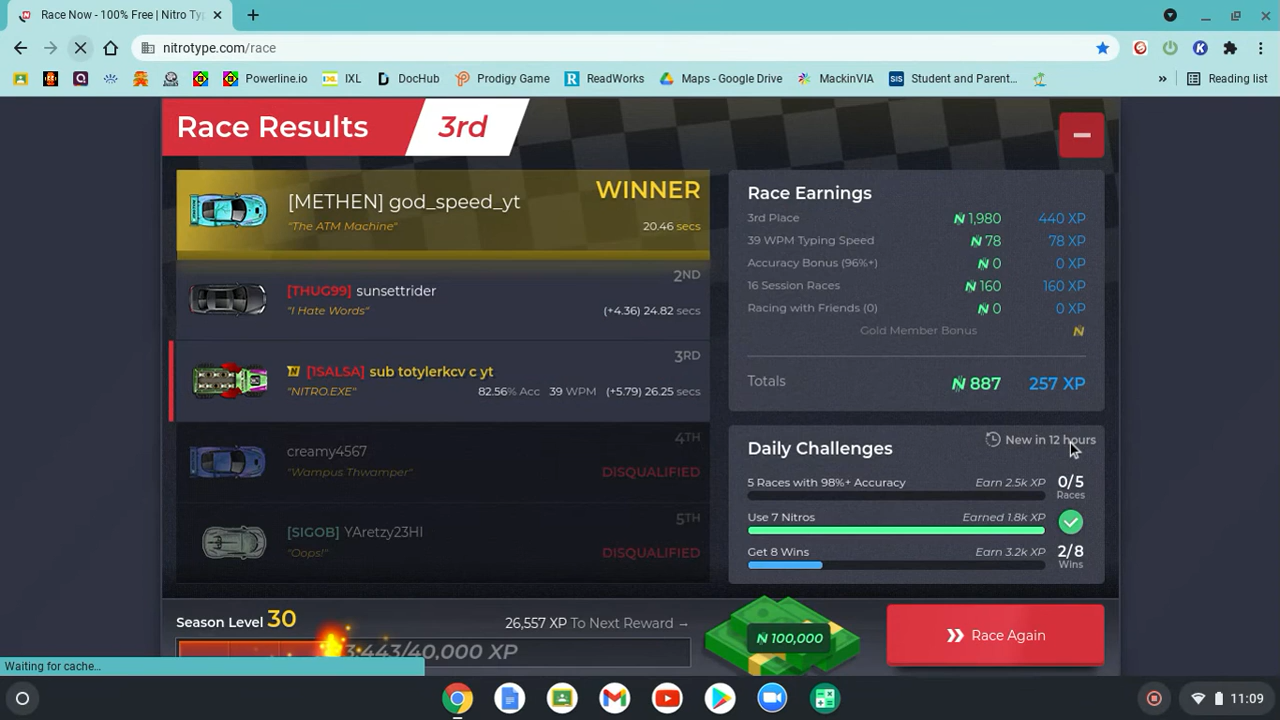 Race Now - 100% Free | Nitro Ty
nitrotype.com/race
Powerline.io IXL DocHub Prodigy Game ReadWorks Maps - Google Drive MackinVIA SIS Student and Parent... » Reading list
Race Results 3rd
[METHEN] god_speed_yt WINNER
"The ATM Machine" 20.46 secs
2ND
[THUG99] sunsettrider
"I Hate Words" (+4.36) 24.82 secs
3RD
[1SALSA] sub totylerkcv c yt
"NITRO.EXE" 82.56% Acc 39 WPM (+5.79) 26.25 secs
4TH
creamy4567
"Wampus Thwamper" DISQUALIFIED
5TH
[SIGOB] YAretzy23HI
"Oops!" DISQUALIFIED
Race Earnings
3rd Place N 1,980 440 XP
39 WPM Typing Speed N 78 78 XP
Accuracy Bonus (96%+) N 0 0 XP
16 Session Races N 160 160 XP
Racing with Friends (0) N 0 0 XP
Gold Member Bonus N
Totals N 887 257 XP
Daily Challenges New in 12 hours
5 Races with 98%+ Accuracy Earn 2.5k XP 0/5
Races
Use 7 Nitros Earned 1.8k XP
Get 8 Wins Earn 3.2k XP 2/8
Wins
Season Level 30 26,557 XP To Next Reward →
3,443/40,000 XP
N 100,000
Race Again
Waiting for cache...
11:09